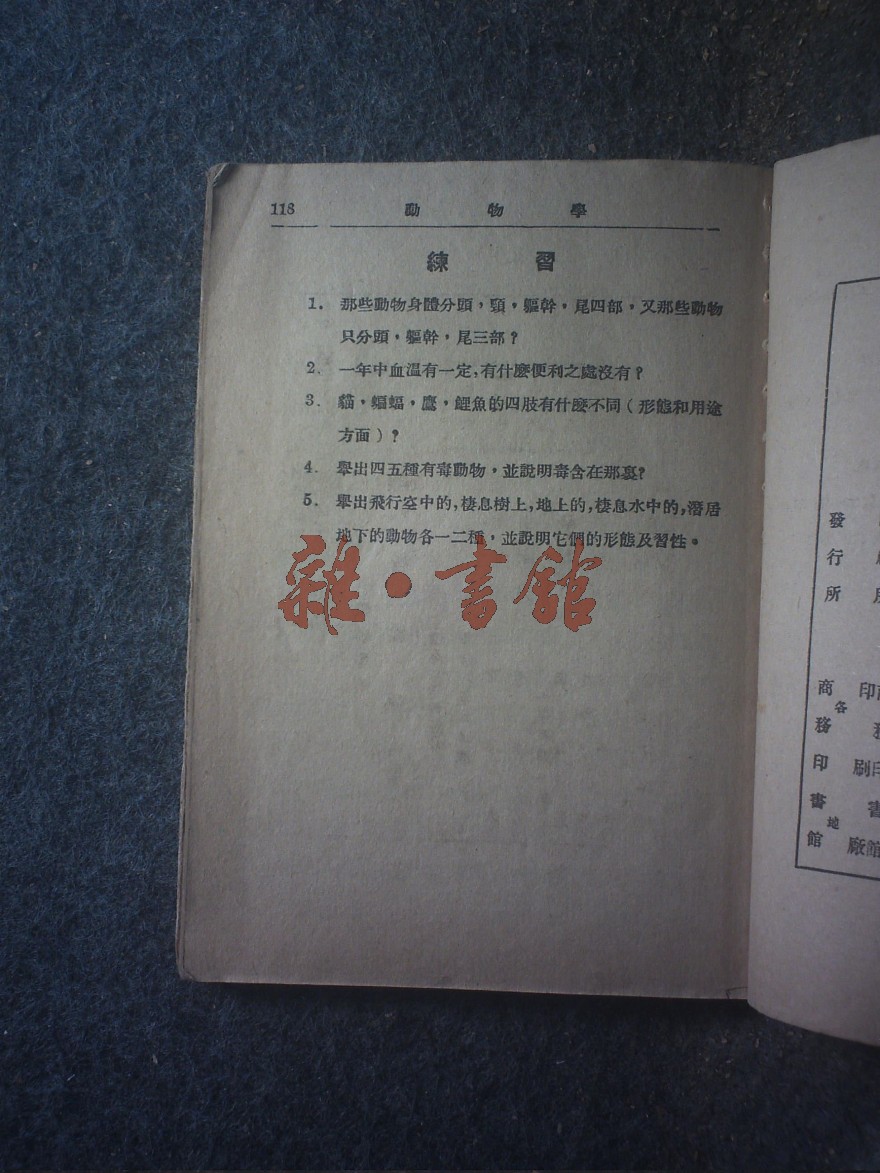 118 動物學
練習
1. 那些動物身體分頭，頸，軀幹，尾四部，又那些動物
只分頭，軀幹，尾三部？
2. 一年中血溫有一定，有什麼便利之處沒有？
3. 貓，蝙蝠，鷹，鯉魚的四肢有什麼不同（形態和用途
方面）？
4. 舉出四五種有毒動物，並說明毒含在那裏？
5. 舉出飛行空中的，棲息樹上，地上的，棲息水中的，潛居
地下的動物各一二種，並說明它們的形態及習性。
雜·書館
發行所
商務印書館
各地
印刷
廠